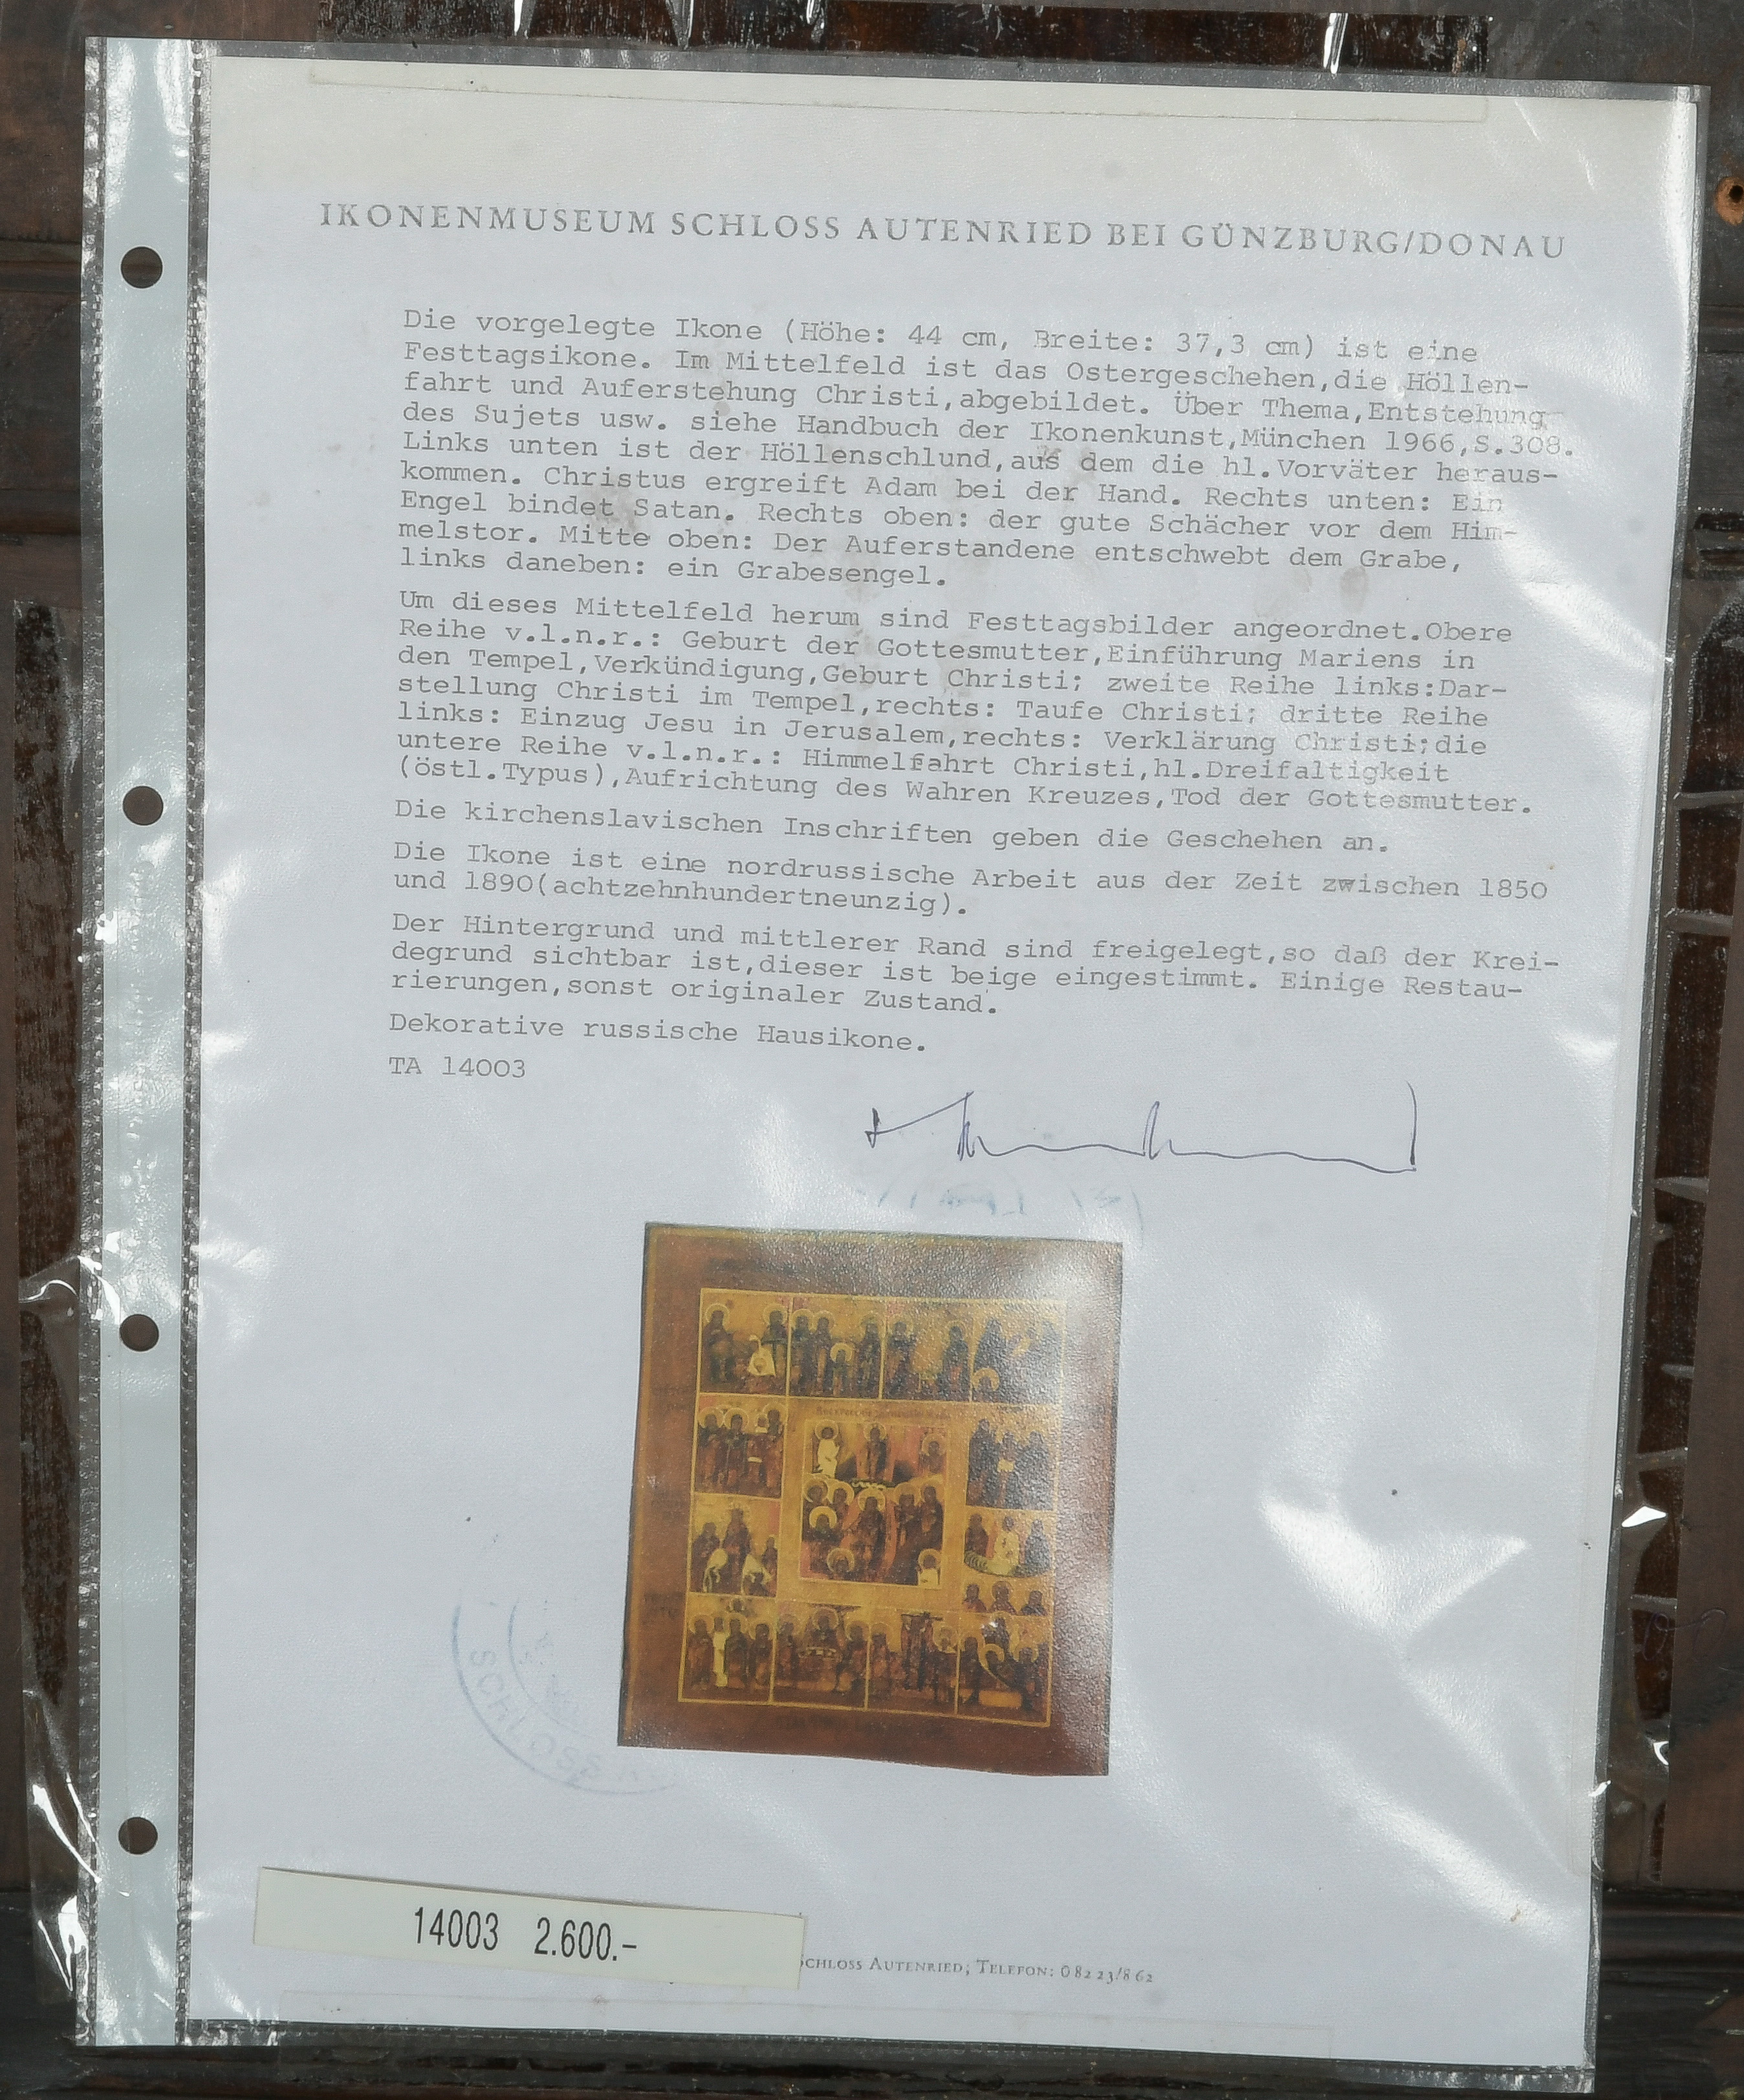 IKONENMUSEUM SCHLOSS AUTENRIED BEI GÜNZBURG/DONAU
Die vorgelegte Ikone (Höhe: 44 cm, Breite: 37,3 cm) ist eine
Festtagsikone. Im Mittelfeld ist das Ostergeschehen,die Höllen-
fahrt und Auferstehung Christi,abgebildet. Über Thema,Entstehung
des Sujets usw. siehe Handbuch der Ikonenkunst,München 1966,S.308.
Links unten ist der Höllenschlund,aus dem die hl.Vorväter heraus-
kommen. Christus ergreift Adam bei der Hand. Rechts unten: Ein
Engel bindet Satan. Rechts oben: der gute Schächer vor dem Him-
melstor. Mitte oben: Der Auferstandene entschwebt dem Grabe,
links daneben: ein Grabesengel.
Um dieses Mittelfeld herum sind Festtagsbilder angeordnet.Obere
Reihe v.l.n.r.: Geburt der Gottesmutter,Einführung Mariens in
den Tempel,Verkündigung,Geburt Christi; zweite Reihe links:Dar-
stellung Christi im Tempel,rechts: Taufe Christi; dritte Reihe
links: Einzug Jesu in Jerusalem,rechts: Verklärung Christi;die
untere Reihe v.l.n.r.: Himmelfahrt Christi,hl.Dreifaltigkeit
(östl.Typus),Aufrichtung des Wahren Kreuzes,Tod der Gottesmutter.
Die kirchenslavischen Inschriften geben die Geschehen an.
Die Ikone ist eine nordrussische Arbeit aus der Zeit zwischen 1850
und 1890(achtzehnhundertneunzig).
Der Hintergrund und mittlerer Rand sind freigelegt,so daß der Krei-
degrund sichtbar ist,dieser ist beige eingestimmt. Einige Restau-
rierungen,sonst originaler Zustand.
Dekorative russische Hausikone.
TA 14003
SCHLOSS
14003 2.600.-
SCHLOSS AUTENRIED; TELEFON: 08223/862